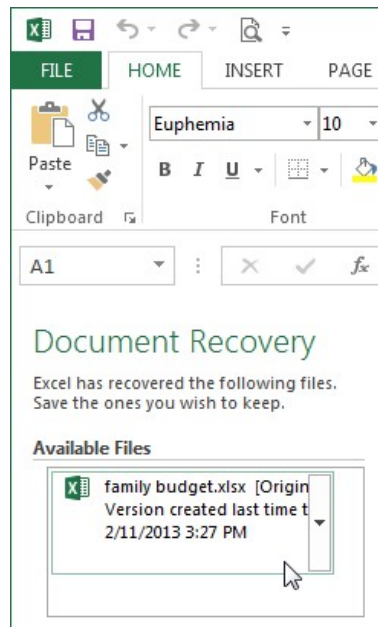 FILE HOME INSERT PAGE
Euphemia 10
Paste B I U
Clipboard Font
A1 fx
Document Recovery
Excel has recovered the following files.
Save the ones you wish to keep.
Available Files
family budget.xlsx [Origin
Version created last time t
2/11/2013 3:27 PM